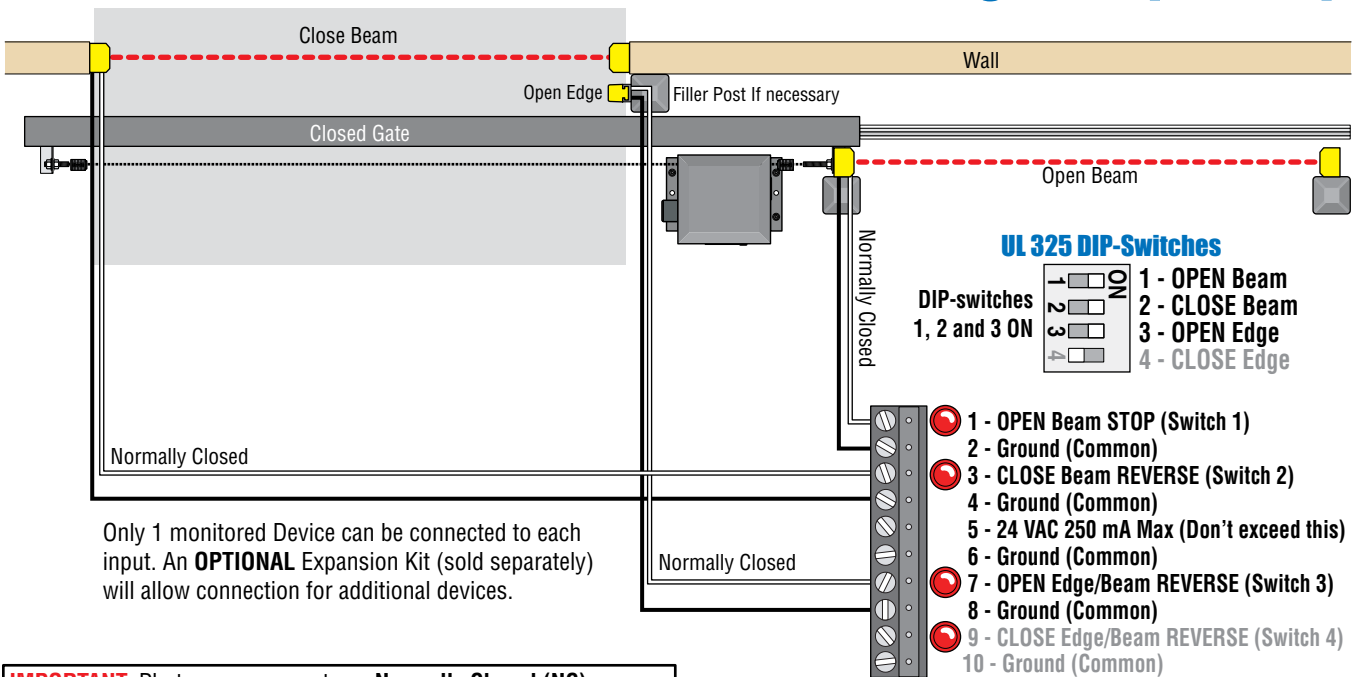 Close Beam
Wall
Open Edge
Filler Post If necessary
Closed Gate
Open Beam
Normally Closed
UL 325 DIP-Switches
DIP-switches
1, 2 and 3 ON
ON
1
2
3
4
1 - OPEN Beam
2 - CLOSE Beam
3 - OPEN Edge
4 - CLOSE Edge
1 - OPEN Beam STOP (Switch 1)
2 - Ground (Common)
3 - CLOSE Beam REVERSE (Switch 2)
4 - Ground (Common)
5 - 24 VAC 250 mA Max (Don't exceed this)
6 - Ground (Common)
7 - OPEN Edge/Beam REVERSE (Switch 3)
8 - Ground (Common)
9 - CLOSE Edge/Beam REVERSE (Switch 4)
10 - Ground (Common)
Normally Closed
Only 1 monitored Device can be connected to each
input. An OPTIONAL Expansion Kit (sold separately)
will allow connection for additional devices.
Normally Closed
IMPORTANT